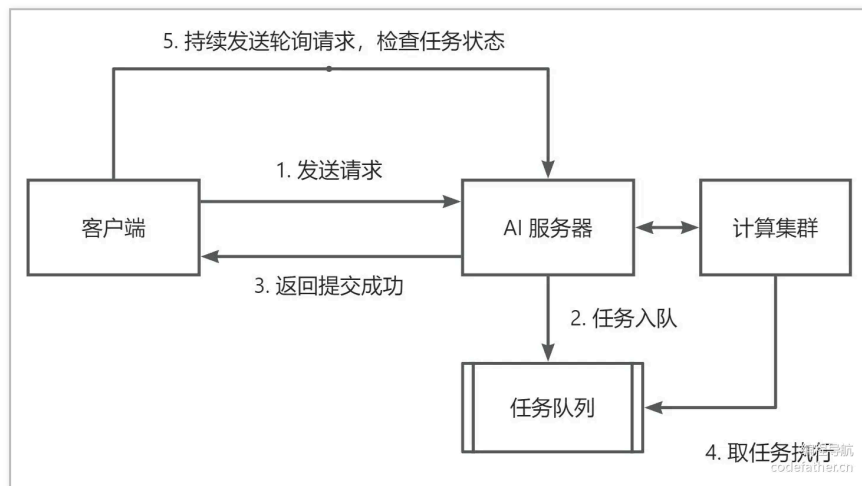 5. 持续发送轮询请求，检查任务状态
1. 发送请求
客户端
AI 服务器
计算集群
3. 返回提交成功
2. 任务入队
任务队列
4. 取任务执行
codefather.cn